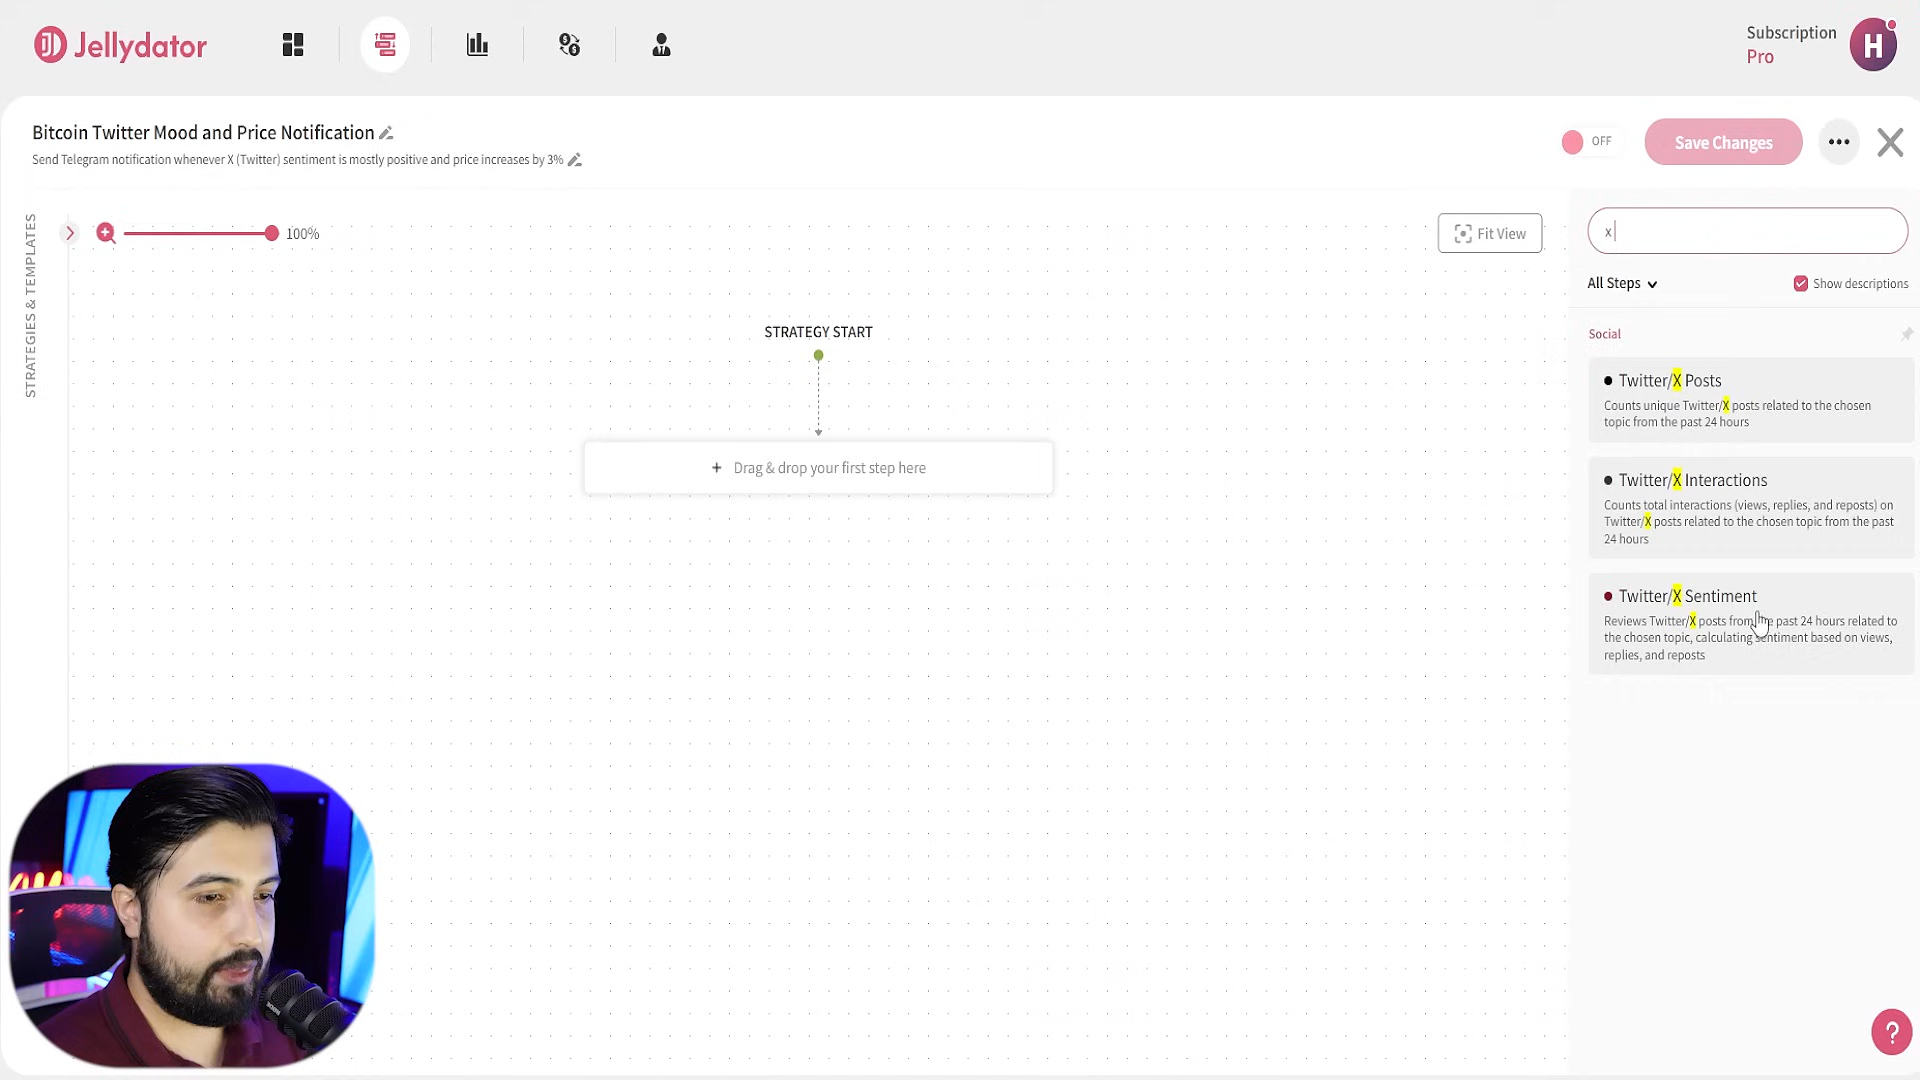 Jellydator
Subscription
Pro
H
Bitcoin Twitter Mood and Price Notification
Send Telegram notification whenever X (Twitter) sentiment is mostly positive and price increases by 3%
OFF
Save Changes
STRATEGIES & TEMPLATES
100%
Fit View
x
All Steps
Show descriptions
STRATEGY START
+ Drag & drop your first step here
Social
Twitter/X Posts
Counts unique Twitter/X posts related to the chosen
topic from the past 24 hours
Twitter/X Interactions
Counts total interactions (views, replies, and reposts) on
Twitter/X posts related to the chosen topic from the past
24 hours
Twitter/X Sentiment
Reviews Twitter/X posts from the past 24 hours related to
the chosen topic, calculating sentiment based on views,
replies, and reposts
?